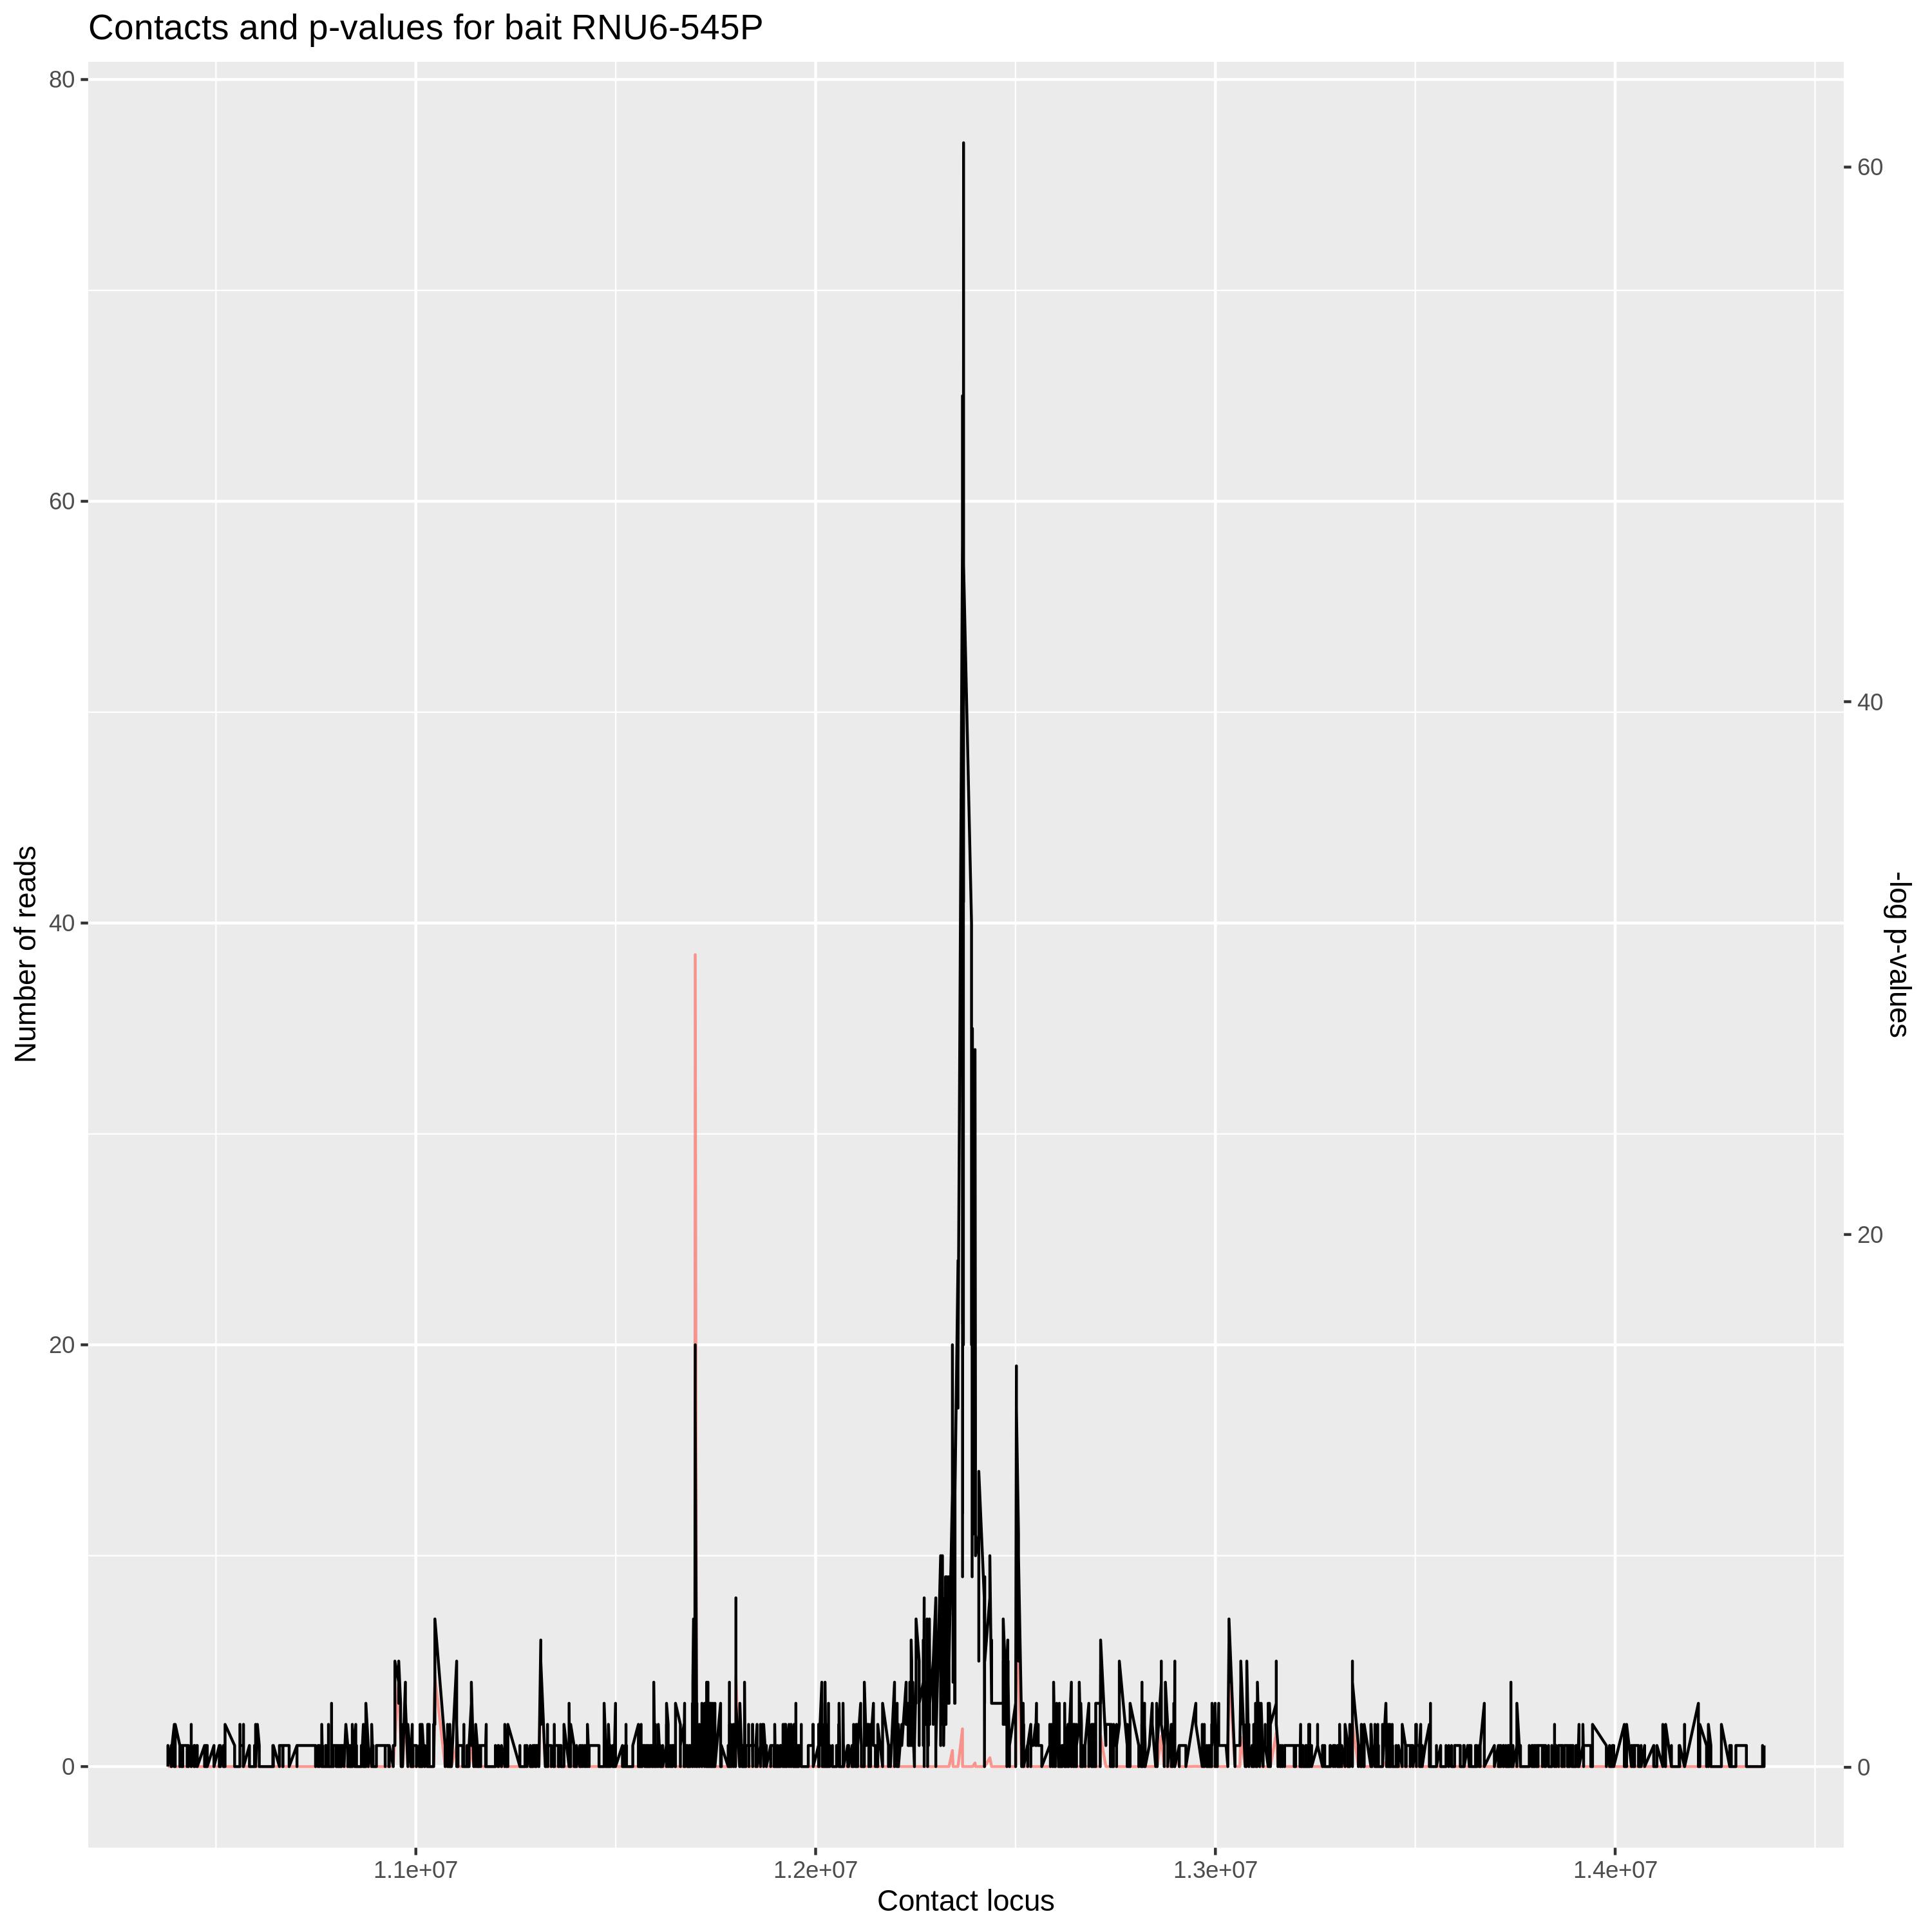 Contacts and p-values for bait RNU6-545P
80
60
40
20
0
Number of reads
60
40
20
0
-log p-values
1.1e+07
1.2e+07
1.3e+07
1.4e+07
Contact locus